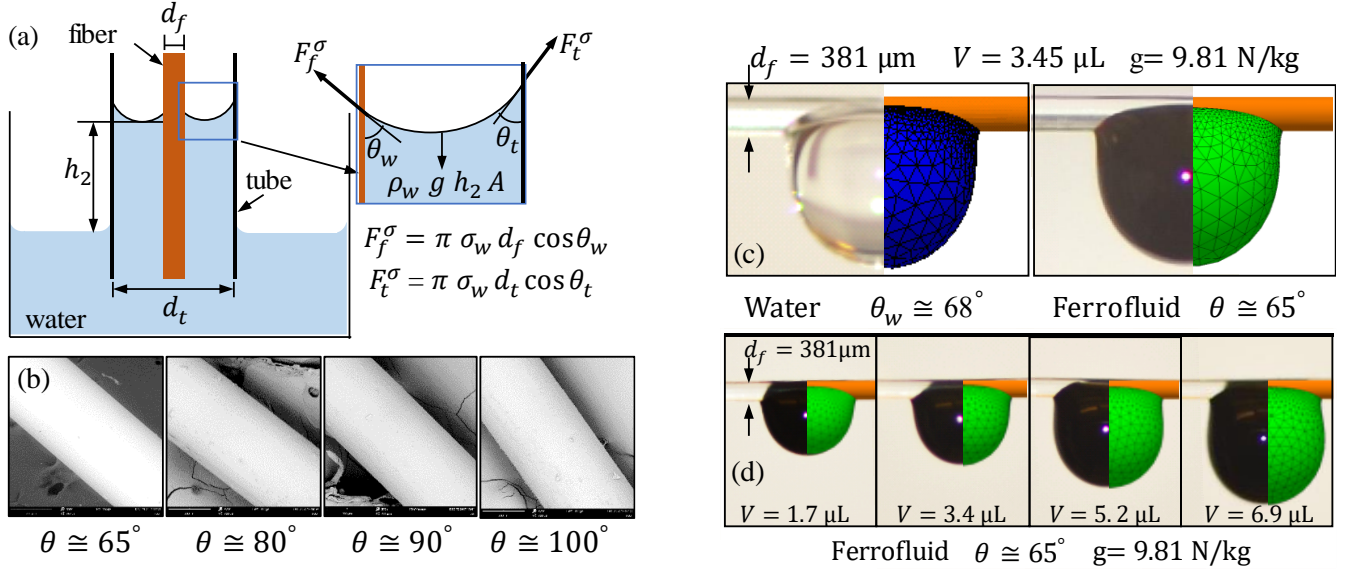 (a)
d_f
fiber
h₂
tube
d_t
water
F_f^σ
F_t^σ
θ_w
θ_t
ρ_w g h₂ A
F_f^σ = π σ_w d_f cosθ_w
F_t^σ = π σ_w d_t cosθ_t
(b)
θ ≅ 65° θ ≅ 80° θ ≅ 90° θ ≅ 100°
d_f = 381 μm V = 3.45 μL g= 9.81 N/kg
(c)
Water θ_w ≅ 68° Ferrofluid θ ≅ 65°
d_f = 381μm
(d)
V = 1.7 μL V = 3.4 μL V = 5.2 μL V = 6.9 μL
Ferrofluid θ ≅ 65° g= 9.81 N/kg